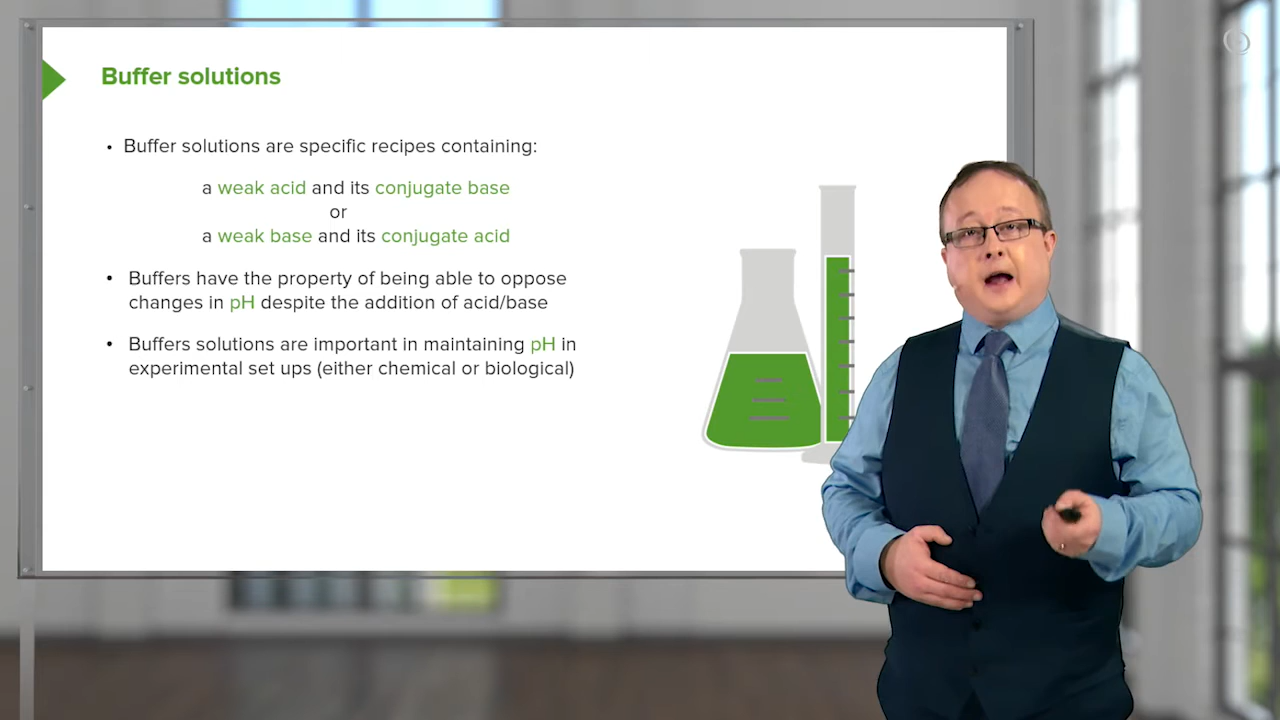 Buffer solutions
• Buffer solutions are specific recipes containing:
a weak acid and its conjugate base
or
a weak base and its conjugate acid
• Buffers have the property of being able to oppose
changes in pH despite the addition of acid/base
• Buffers solutions are important in maintaining pH in
experimental set ups (either chemical or biological)